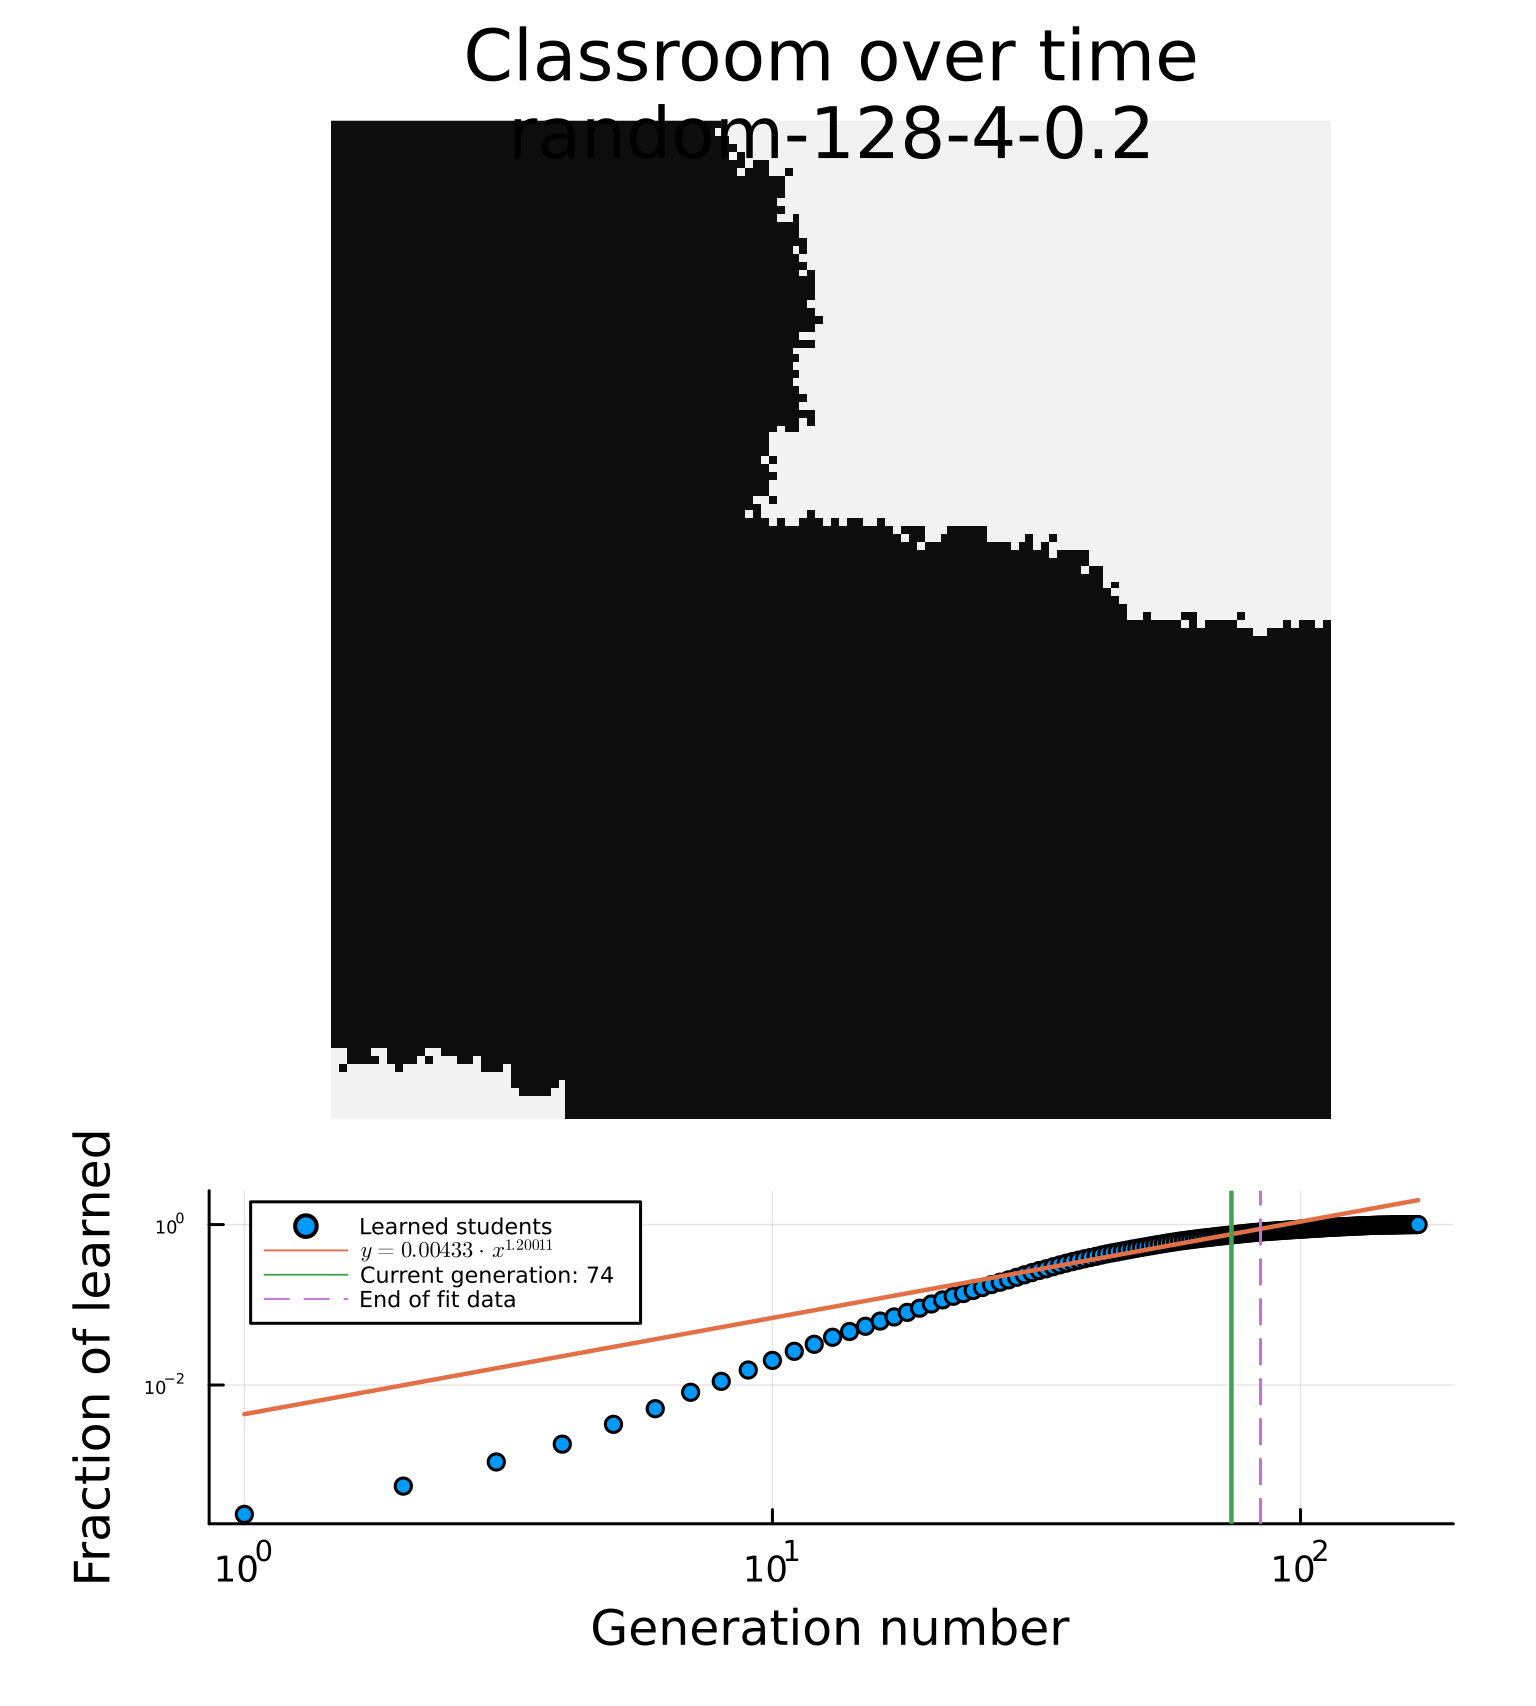 Classroom over time
random-128-4-0.2
Fraction of learned
10⁰
10⁻²
Learned students
y = 0.00433 · x^1.20011
Current generation: 74
End of fit data
10⁰ 10¹ 10²
Generation number